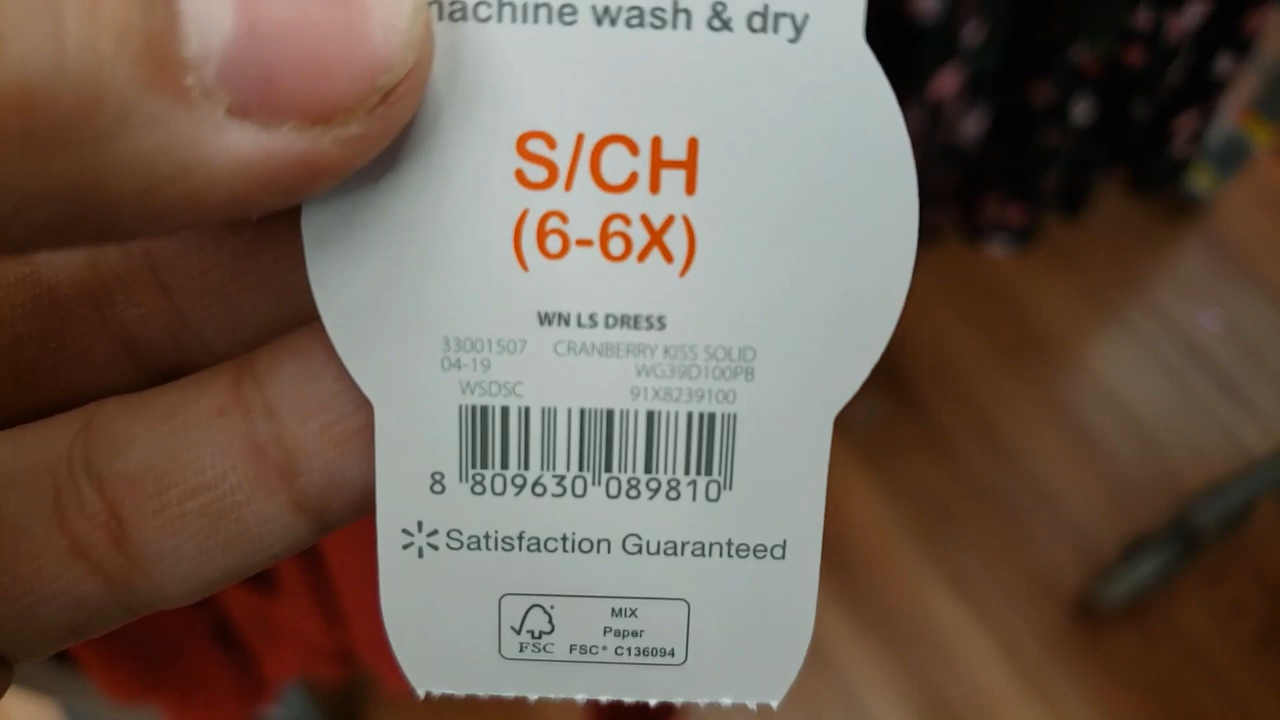 machine wash & dry
S/CH
(6-6X)
WN LS DRESS
33001507 CRANBERRY KISS SOLID
04-19 WG39D100PB
WSDSC 91X8239100
8 809630 089810
Satisfaction Guaranteed
MIX
Paper
FSC FSC® C136094